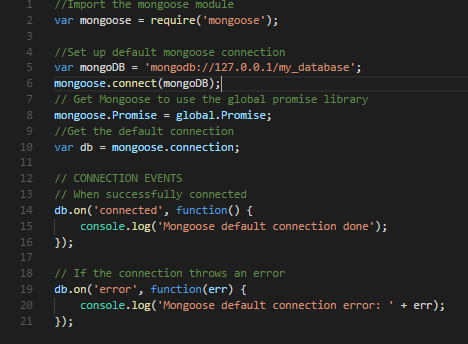 1 //Import the mongoose module
2 var mongoose = require('mongoose');
3
4 //Set up default mongoose connection
5 var mongoDB = 'mongodb://127.0.0.1/my_database';
6 mongoose.connect(mongoDB);
7 // Get Mongoose to use the global promise library
8 mongoose.Promise = global.Promise;
9 //Get the default connection
10 var db = mongoose.connection;
11
12 // CONNECTION EVENTS
13 // When successfully connected
14 db.on('connected', function() {
15     console.log('Mongoose default connection done');
16 });
17
18 // If the connection throws an error
19 db.on('error', function(err) {
20     console.log('Mongoose default connection error: ' + err);
21 });